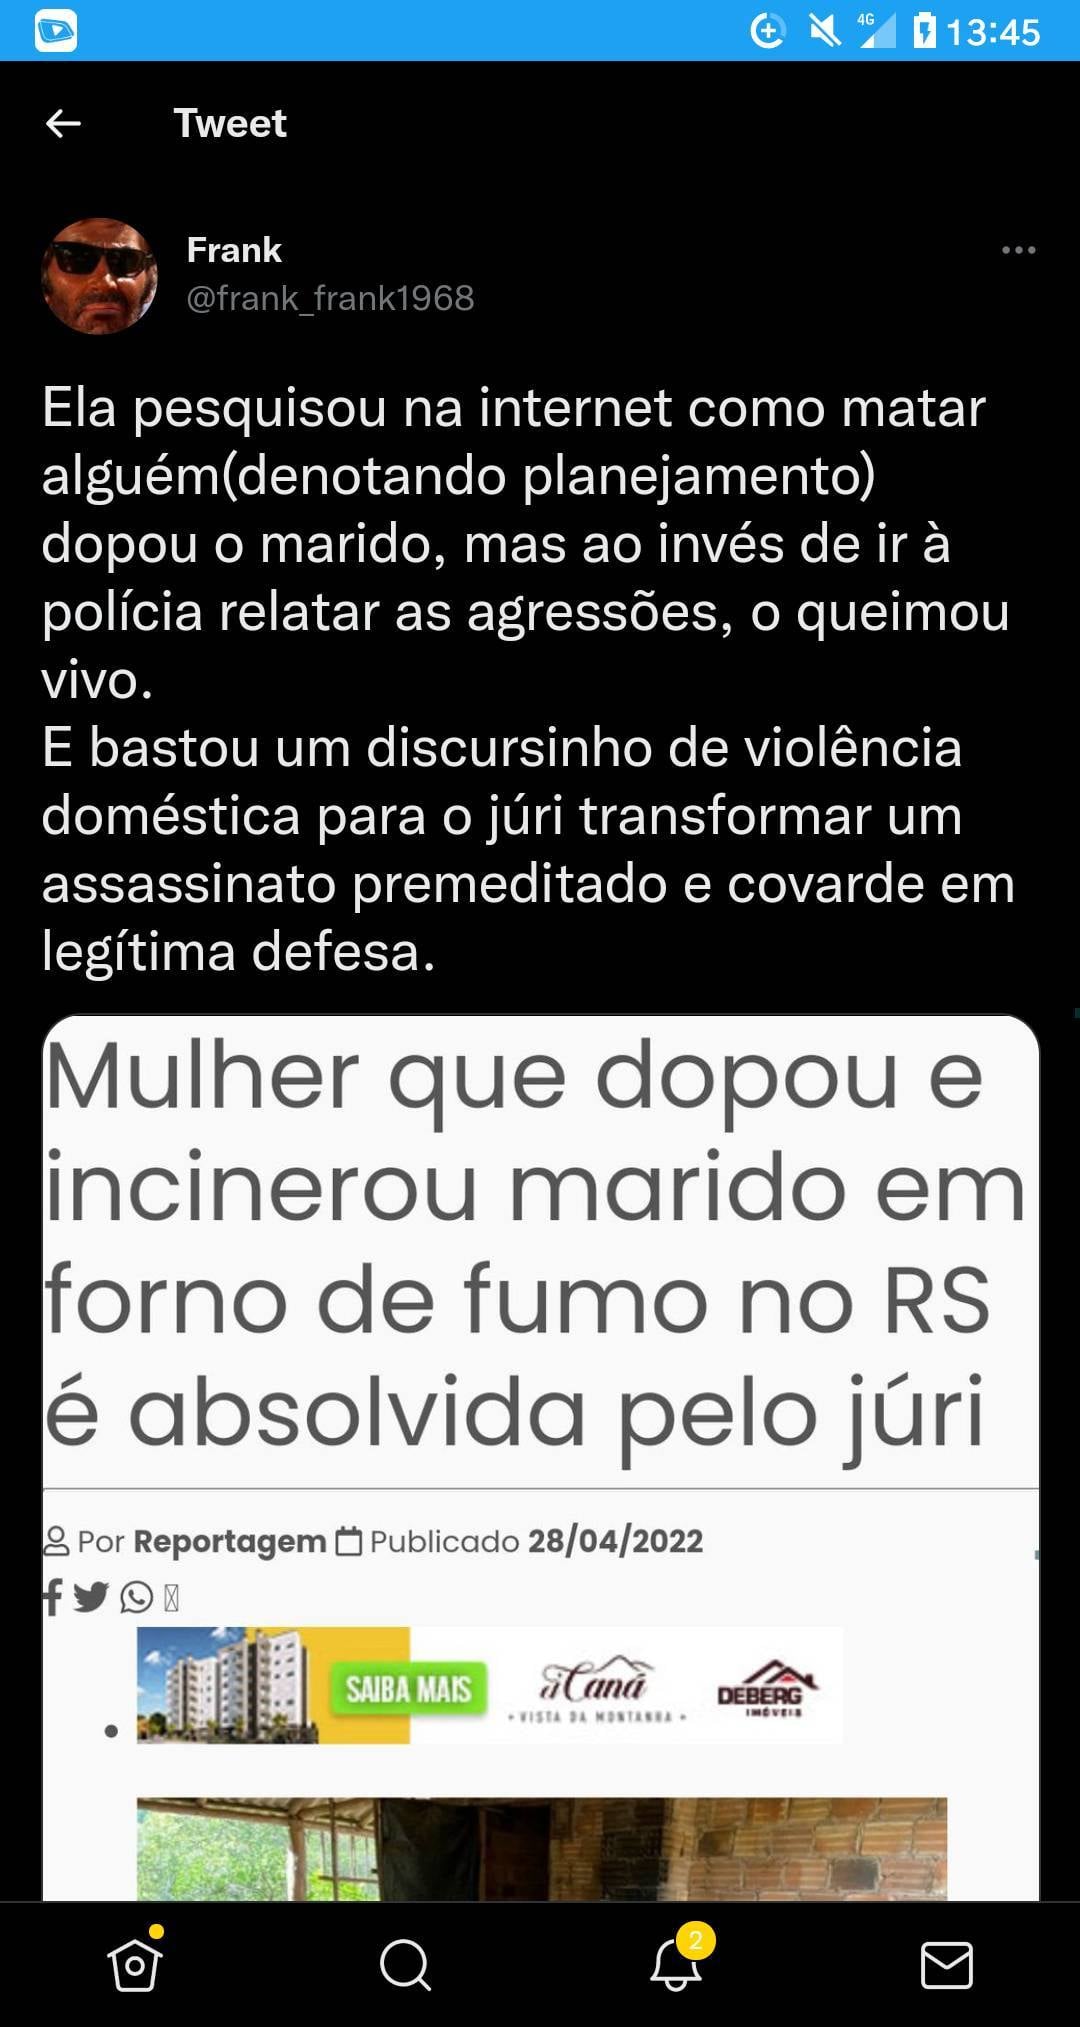 4G 13:45
Tweet
Frank
@frank_frank1968
Ela pesquisou na internet como matar
alguém(denotando planejamento)
dopou o marido, mas ao invés de ir à
polícia relatar as agressões, o queimou
vivo.
E bastou um discursinho de violência
doméstica para o júri transformar um
assassinato premeditado e covarde em
legítima defesa.
Mulher que dopou e
incinerou marido em
forno de fumo no RS
é absolvida pelo júri
Por Reportagem Publicado 28/04/2022
SAIBA MAIS
Caná
• VISTA DA MONTANHA •
DEBERG
IMÓVEIS
2